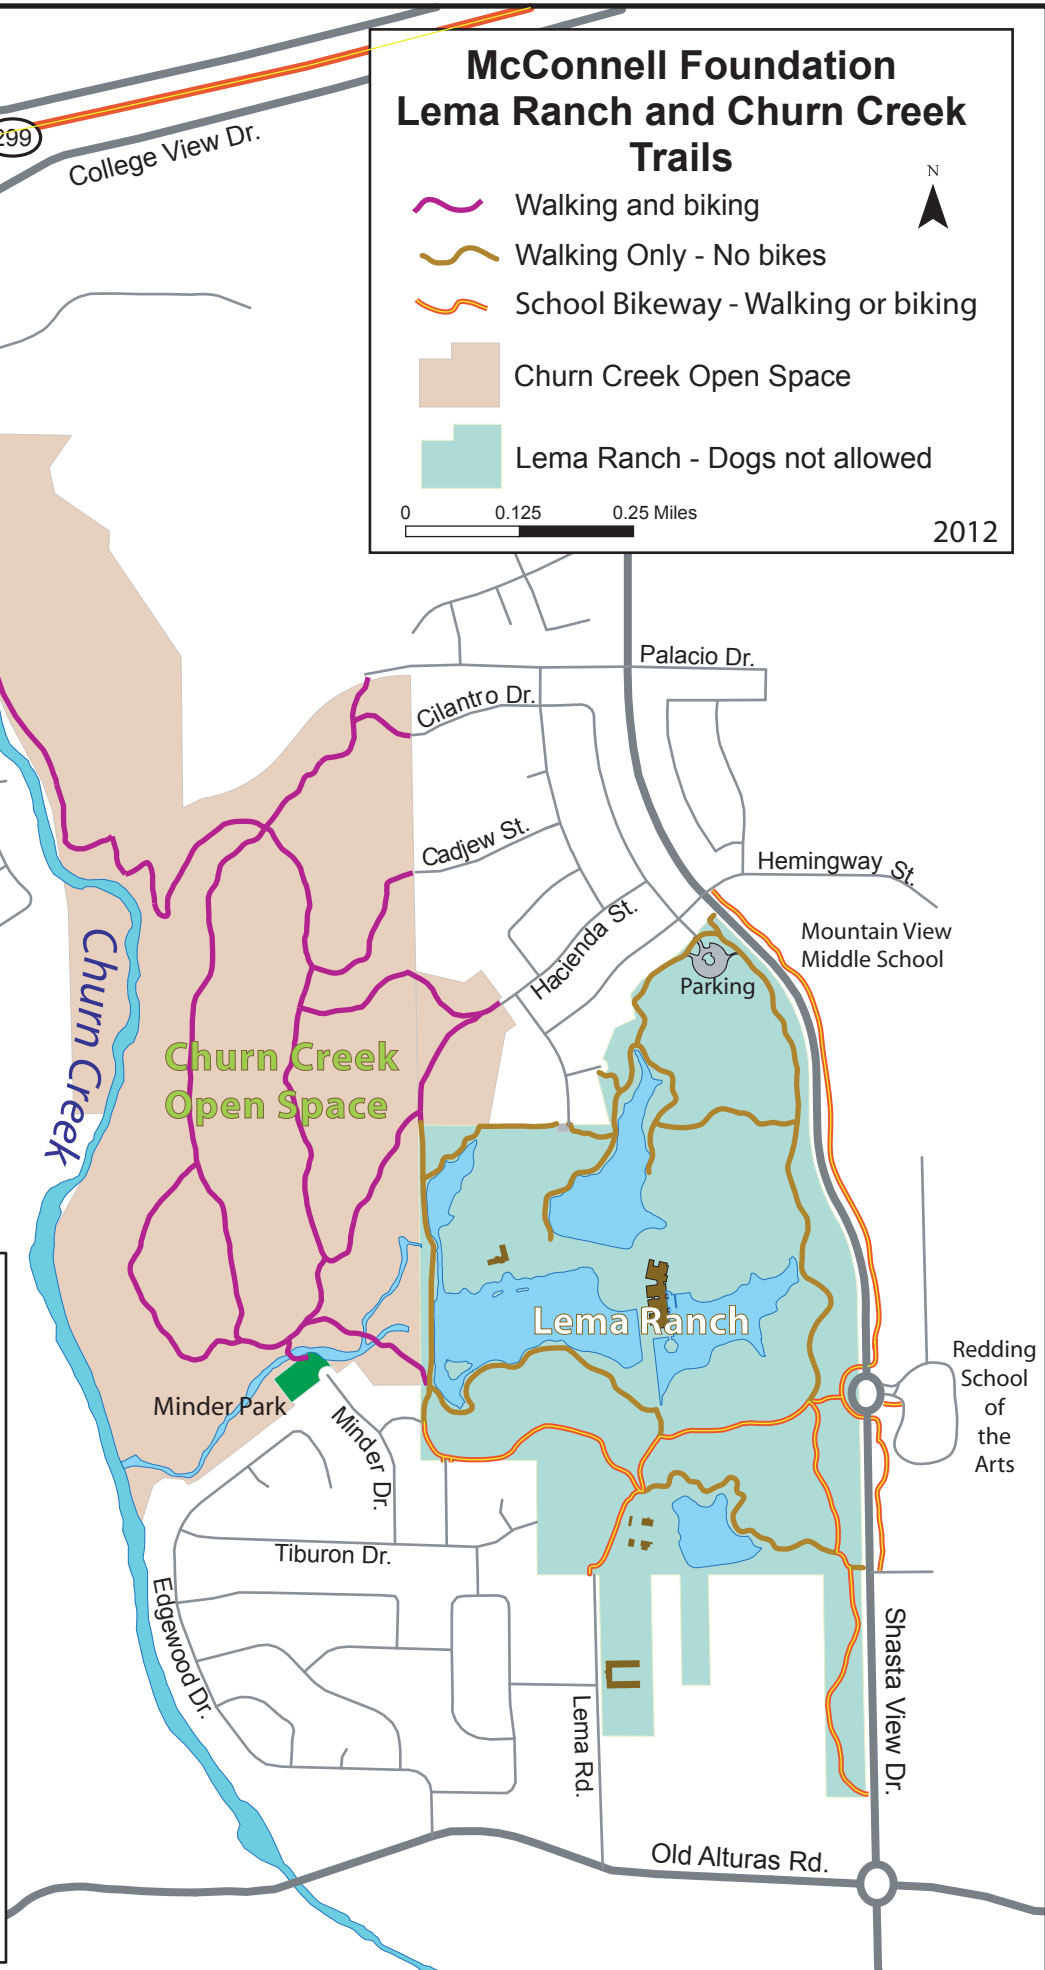 McConnell Foundation
Lema Ranch and Churn Creek
Trails
N
Walking and biking
Walking Only - No bikes
School Bikeway - Walking or biking
Churn Creek Open Space
Lema Ranch - Dogs not allowed
0 0.125 0.25 Miles
2012
299
College View Dr.
Palacio Dr.
Cilantro Dr.
Cadjew St.
Hemingway St.
Hacienda St.
Mountain View
Middle School
Parking
Churn Creek
Churn Creek
Open Space
Lema Ranch
Redding
School
of
the
Arts
Minder Park
Minder Dr.
Tiburon Dr.
Edgewood Dr.
Lema Rd.
Shasta View Dr.
Old Alturas Rd.